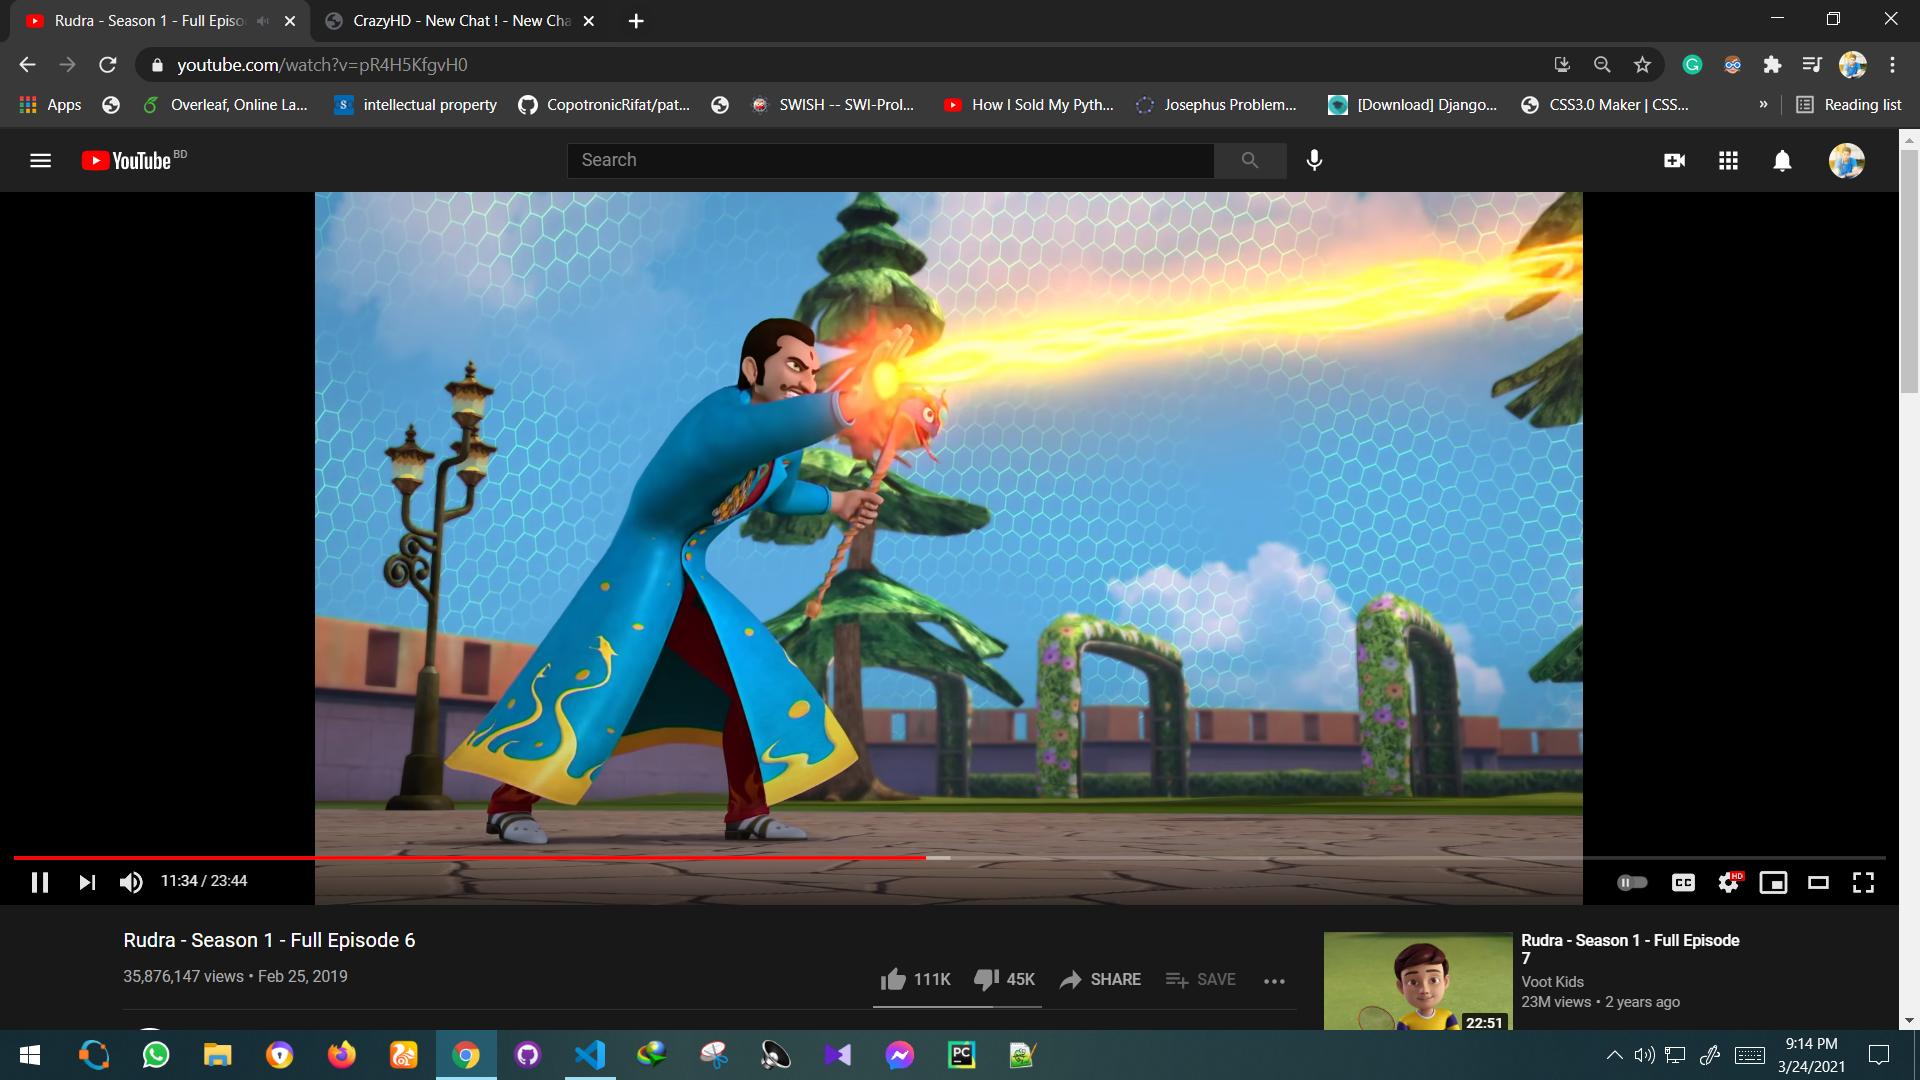 Rudra - Season 1 - Full Episo
CrazyHD - New Chat ! - New Cha
youtube.com/watch?v=pR4H5KfgvH0
Apps
Overleaf, Online La...
intellectual property
CopotronicRifat/pat...
SWISH -- SWI-Prol...
How I Sold My Pyth...
Josephus Problem...
[Download] Django...
CSS3.0 Maker | CSS...
»
Reading list
YouTube BD
Search
11:34 / 23:44
CC
HD
Rudra - Season 1 - Full Episode 6
35,876,147 views • Feb 25, 2019
111K
45K
SHARE
SAVE
22:51
Rudra - Season 1 - Full Episode
7
Voot Kids
23M views • 2 years ago
PC
9:14 PM
3/24/2021